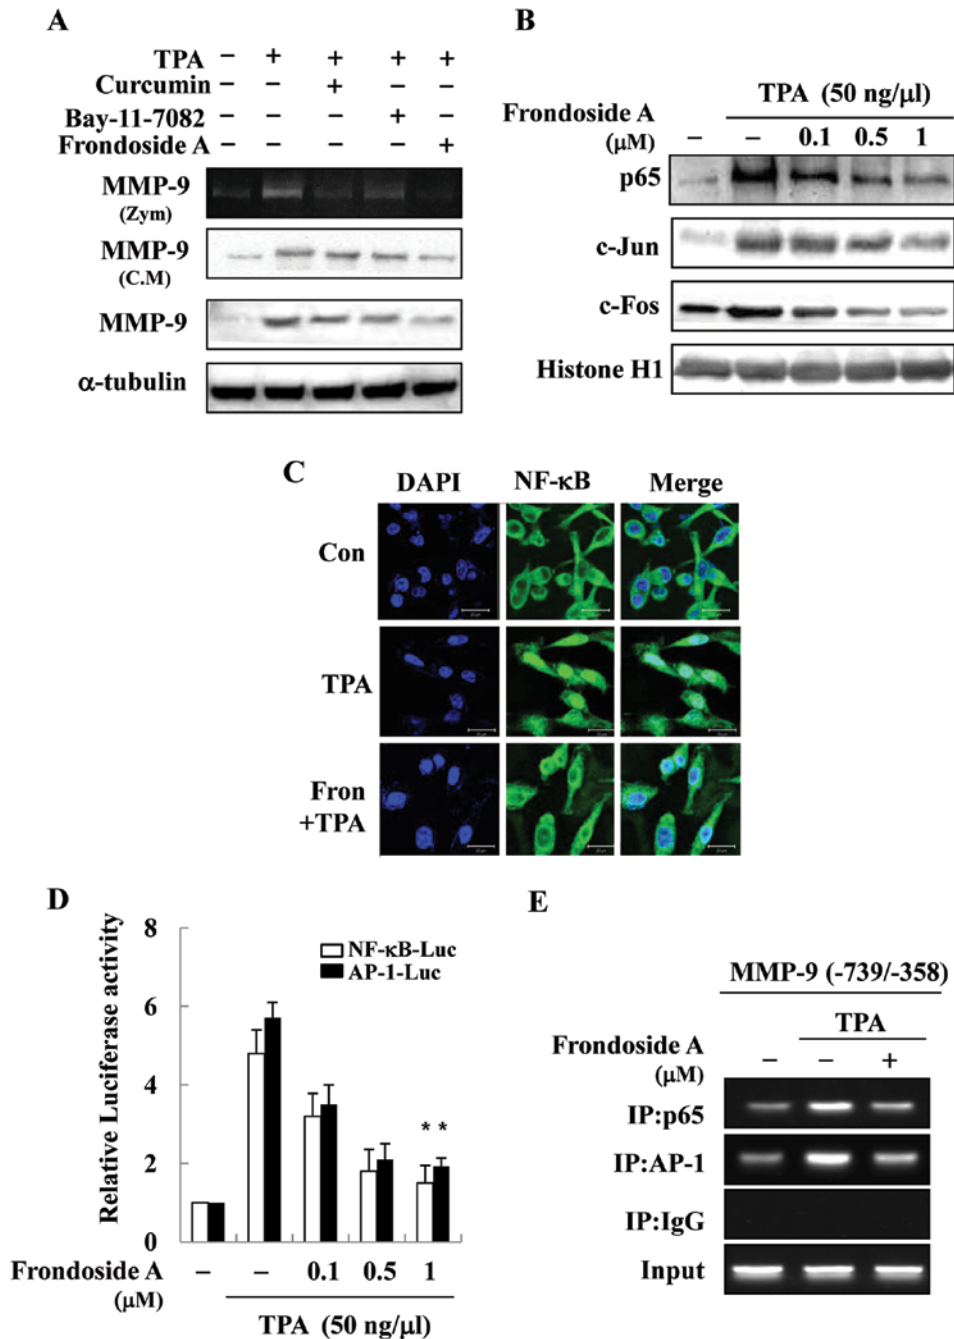 A
TPA − + + + +
Curcumin − − + − −
Bay-11-7082 − − − + −
Frondoside A − − − − +
MMP-9
(Zym)
MMP-9
(C.M)
MMP-9
α-tubulin
B
TPA (50 ng/μl)
Frondoside A − − 0.1 0.5 1
(μM)
p65
c-Jun
c-Fos
Histone H1
C
DAPI NF-κB Merge
Con
TPA
Fron
+TPA
D
Relative Luciferase activity
8
6
4
2
0
NF-κB-Luc
AP-1-Luc
* *
Frondoside A − − 0.1 0.5 1
(μM)
TPA (50 ng/μl)
E
MMP-9 (-739/-358)
TPA
Frondoside A − − +
(μM)
IP:p65
IP:AP-1
IP:IgG
Input